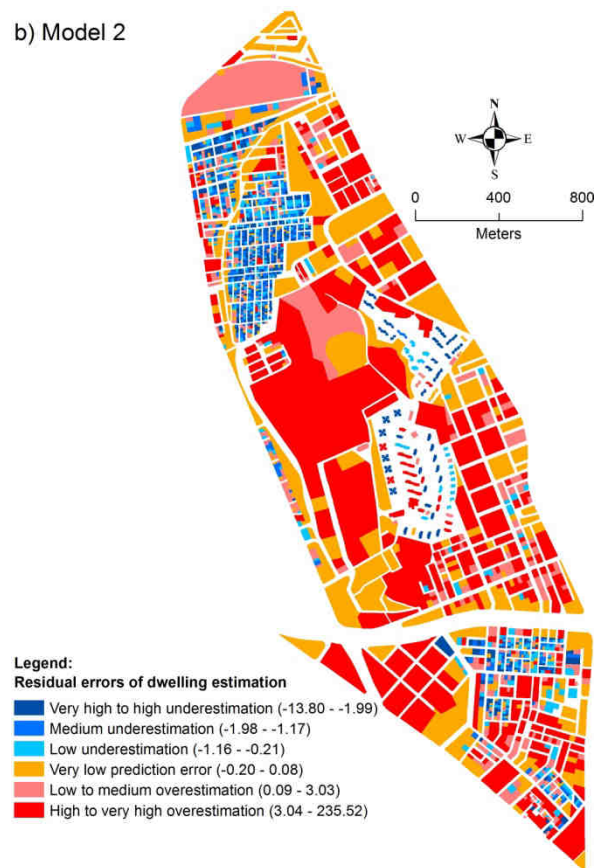 b) Model 2
N
W E
S
0 400 800
Meters
Legend:
Residual errors of dwelling estimation
Very high to high underestimation (-13.80 - -1.99)
Medium underestimation (-1.98 - -1.17)
Low underestimation (-1.16 - -0.21)
Very low prediction error (-0.20 - 0.08)
Low to medium overestimation (0.09 - 3.03)
High to very high overestimation (3.04 - 235.52)